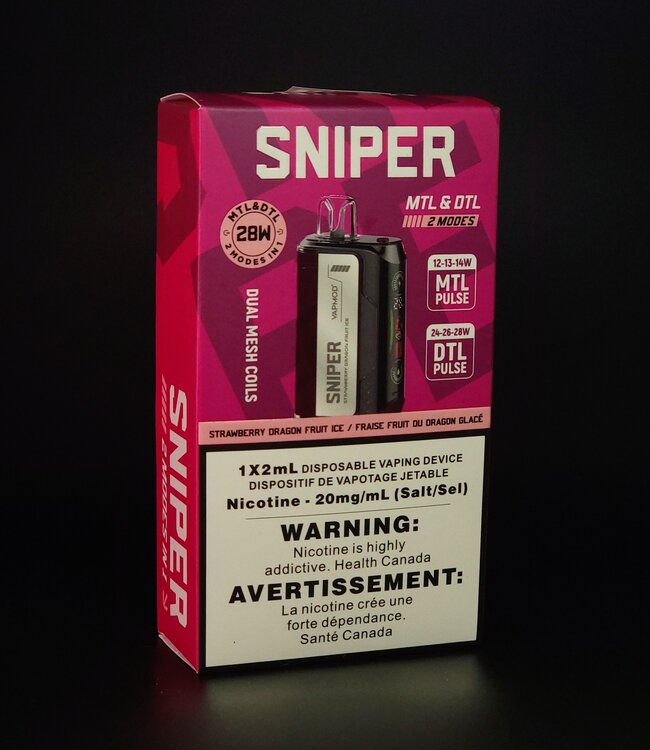 SNIPER
MTL & DTL
2 MODES
MTL&DTL
28W
2 MODES IN 1
DUAL MESH COILS
VAPMOD
SNIPER
STRAWBERRY DRAGON FRUIT ICE
12-13-14W
MTL
PULSE
24-26-28W
DTL
PULSE
STRAWBERRY DRAGON FRUIT ICE / FRAISE FRUIT DU DRAGON GLACÉ
1X2mL DISPOSABLE VAPING DEVICE
DISPOSITIF DE VAPOTAGE JETABLE
Nicotine - 20mg/mL (Salt/Sel)
WARNING:
Nicotine is highly
addictive. Health Canada
AVERTISSEMENT:
La nicotine crée une
forte dépendance.
Santé Canada
SNIPER
2 MODES IN 1